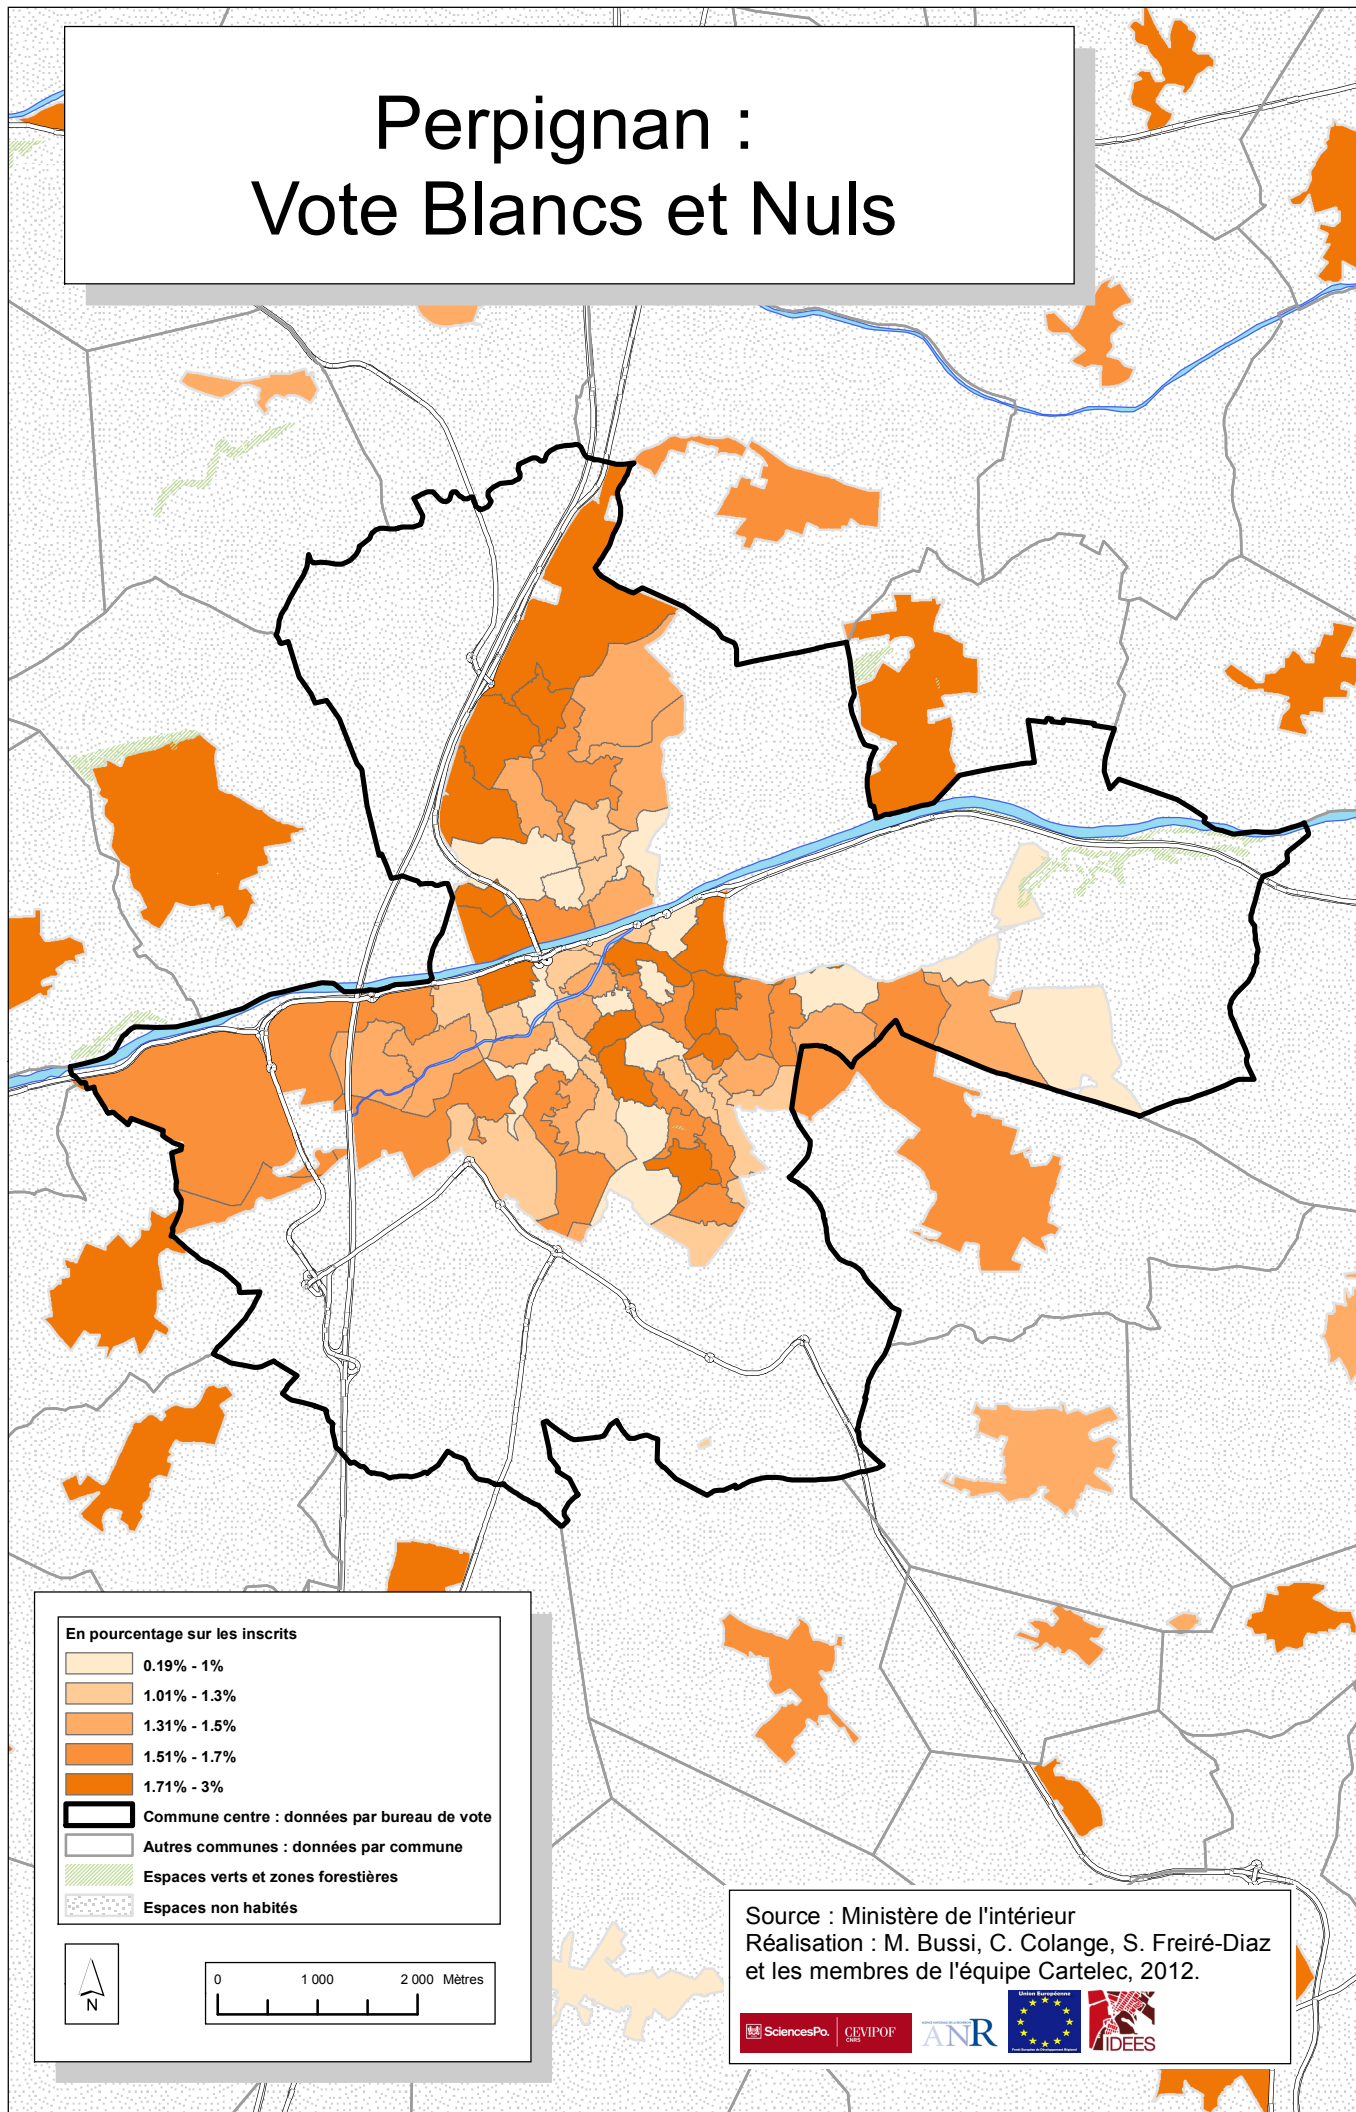 Perpignan :
Vote Blancs et Nuls
En pourcentage sur les inscrits
0.19% - 1%
1.01% - 1.3%
1.31% - 1.5%
1.51% - 1.7%
1.71% - 3%
Commune centre : données par bureau de vote
Autres communes : données par commune
Espaces verts et zones forestières
Espaces non habités
N
0 1 000 2 000 Mètres
Source : Ministère de l'intérieur
Réalisation : M. Bussi, C. Colange, S. Freiré-Diaz
et les membres de l'équipe Cartelec, 2012.
SciencesPo.
CEVIPOF
CNRS
ANR
Union Européenne
IDEES